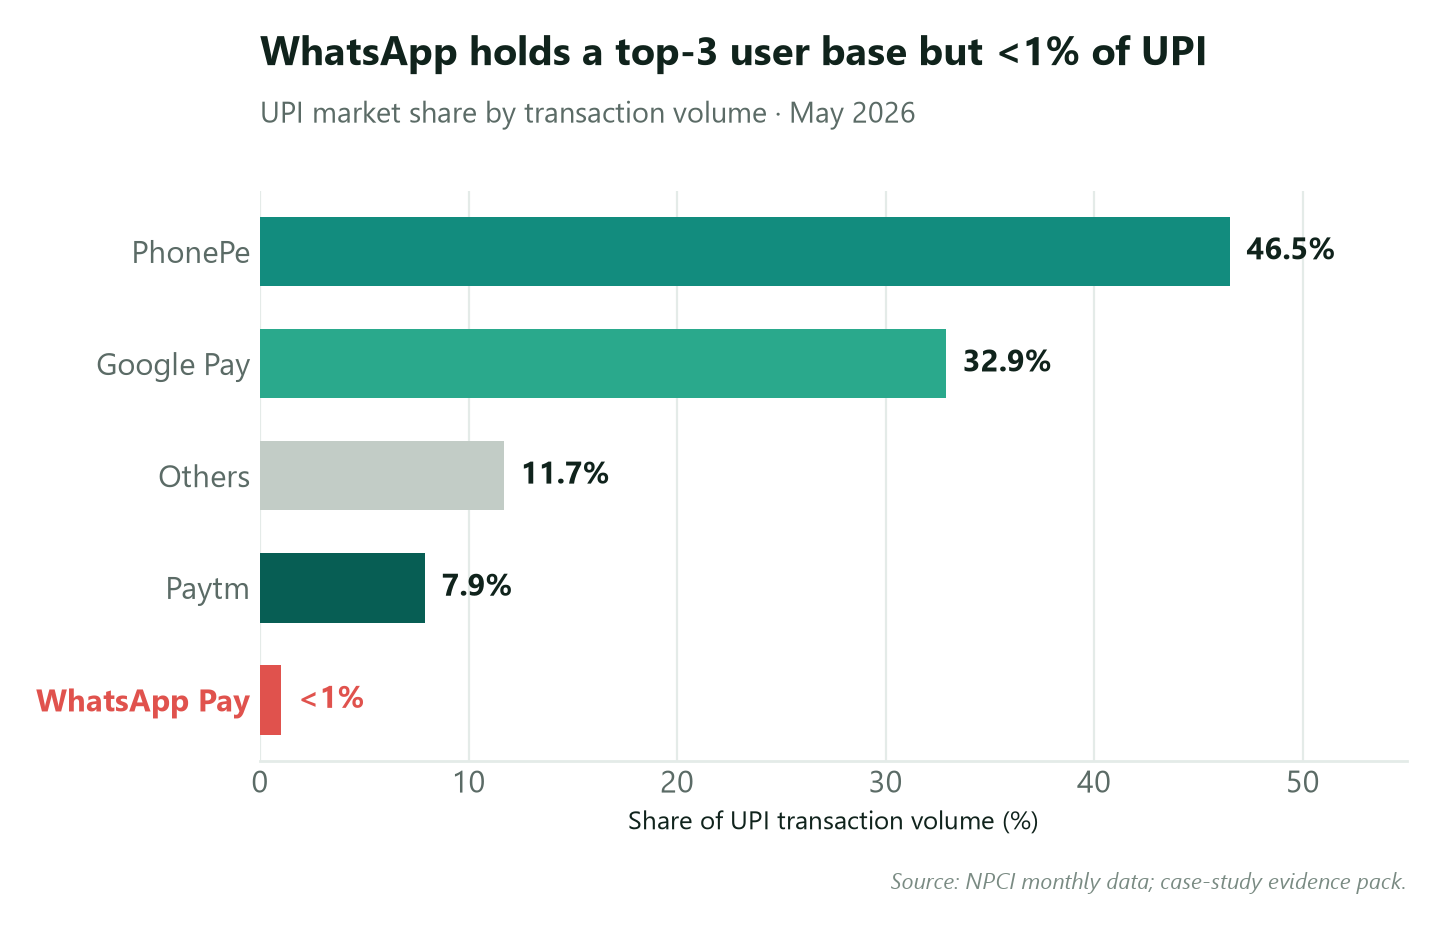 WhatsApp holds a top-3 user base but <1% of UPI
UPI market share by transaction volume · May 2026
PhonePe
46.5%
Google Pay
32.9%
Others
11.7%
Paytm
7.9%
WhatsApp Pay
<1%
0 10 20 30 40 50
Share of UPI transaction volume (%)
Source: NPCI monthly data; case-study evidence pack.